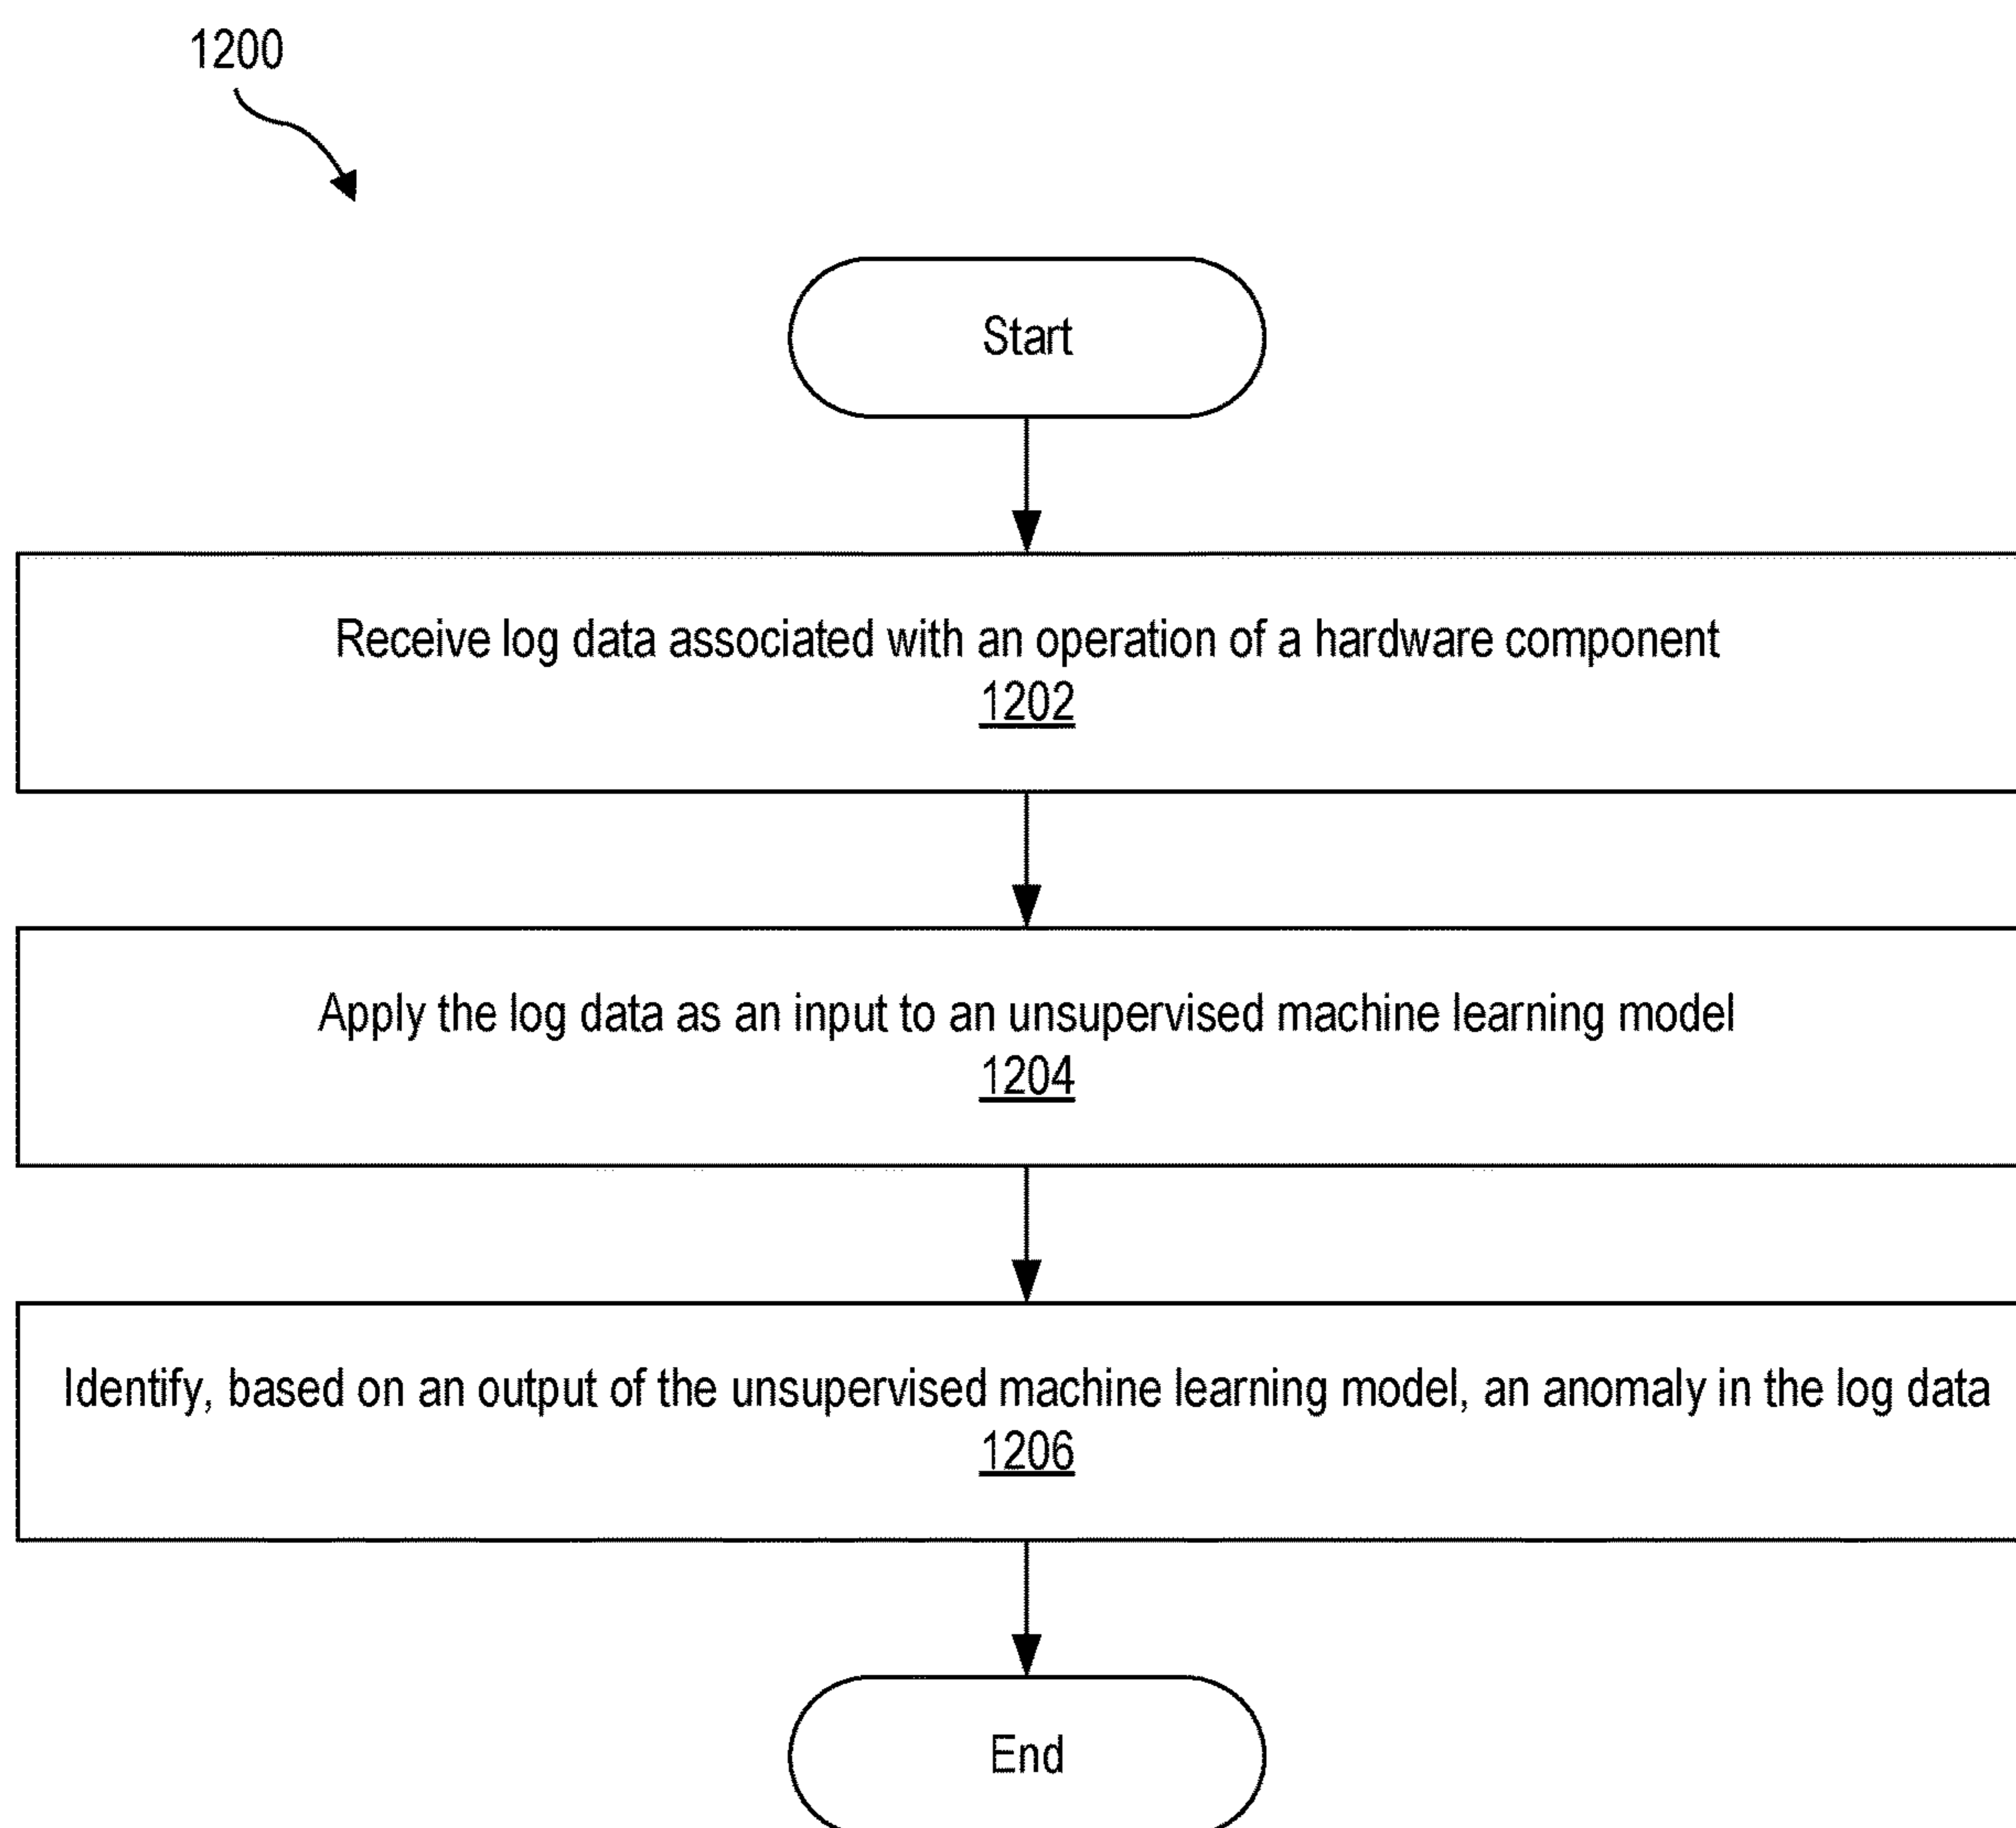 1200
Start
Receive log data associated with an operation of a hardware component
1202
Apply the log data as an input to an unsupervised machine learning model
1204
Identify, based on an output of the unsupervised machine learning model, an anomaly in the log data
1206
End